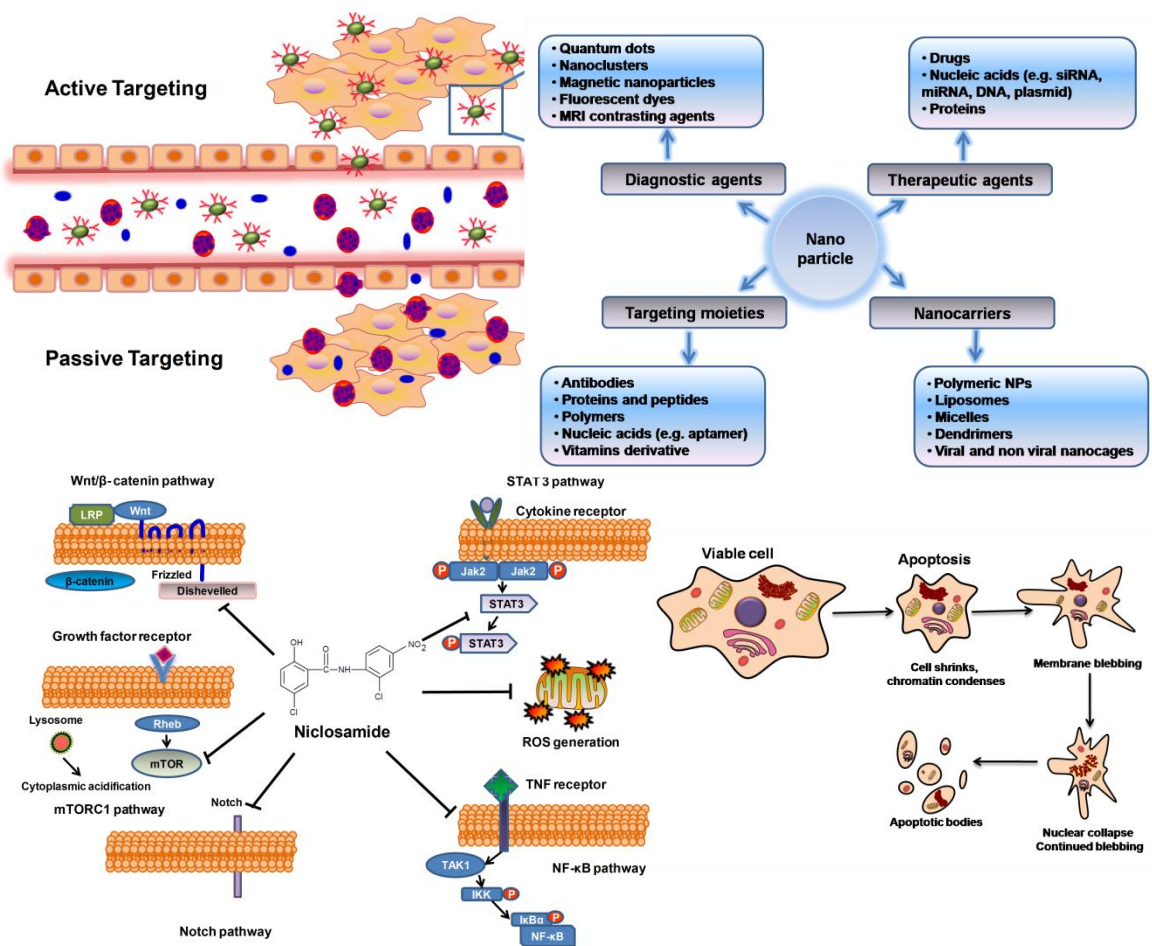 Active Targeting
Passive Targeting
• Quantum dots
• Nanoclusters
• Magnetic nanoparticles
• Fluorescent dyes
• MRI contrasting agents
• Drugs
• Nucleic acids (e.g. siRNA,
miRNA, DNA, plasmid)
• Proteins
Diagnostic agents
Therapeutic agents
Nano
particle
Targeting moieties
Nanocarriers
• Antibodies
• Proteins and peptides
• Polymers
• Nucleic acids (e.g. aptamer)
• Vitamins derivative
• Polymeric NPs
• Liposomes
• Micelles
• Dendrimers
• Viral and non viral nanocages
Wnt/β- catenin pathway
LRP
Wnt
β-catenin
Frizzled
Dishevelled
STAT3 pathway
Cytokine receptor
P
Jak2
Jak2
P
STAT3
P
STAT3
Growth factor receptor
Rheb
mTOR
Lysosome
Cytoplasmic acidification
mTORC1 pathway
OH
O
C
NH
NO2
Cl
Cl
Niclosamide
ROS generation
Notch
Notch pathway
TNF receptor
NF-κB pathway
TAK1
IKK
P
IκBα
P
NF-κB
Viable cell
Apoptosis
Cell shrinks,
chromatin condenses
Membrane blebbing
Nuclear collapse
Continued blebbing
Apoptotic bodies